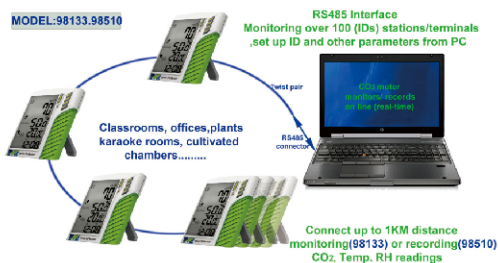 MODEL:98133.98510
RS485 Interface
Monitoring over 100 (IDs) stations/terminals
,set up ID and other parameters from PC
Twist pair
CO2 meter
monitors/records
on line (real-time)
RS485
connector
Classrooms, offices,plants
karaoke rooms, cultivated
chambers.........
Connect up to 1KM distance
monitoring(98133) or recording(98510)
CO2, Temp. RH readings